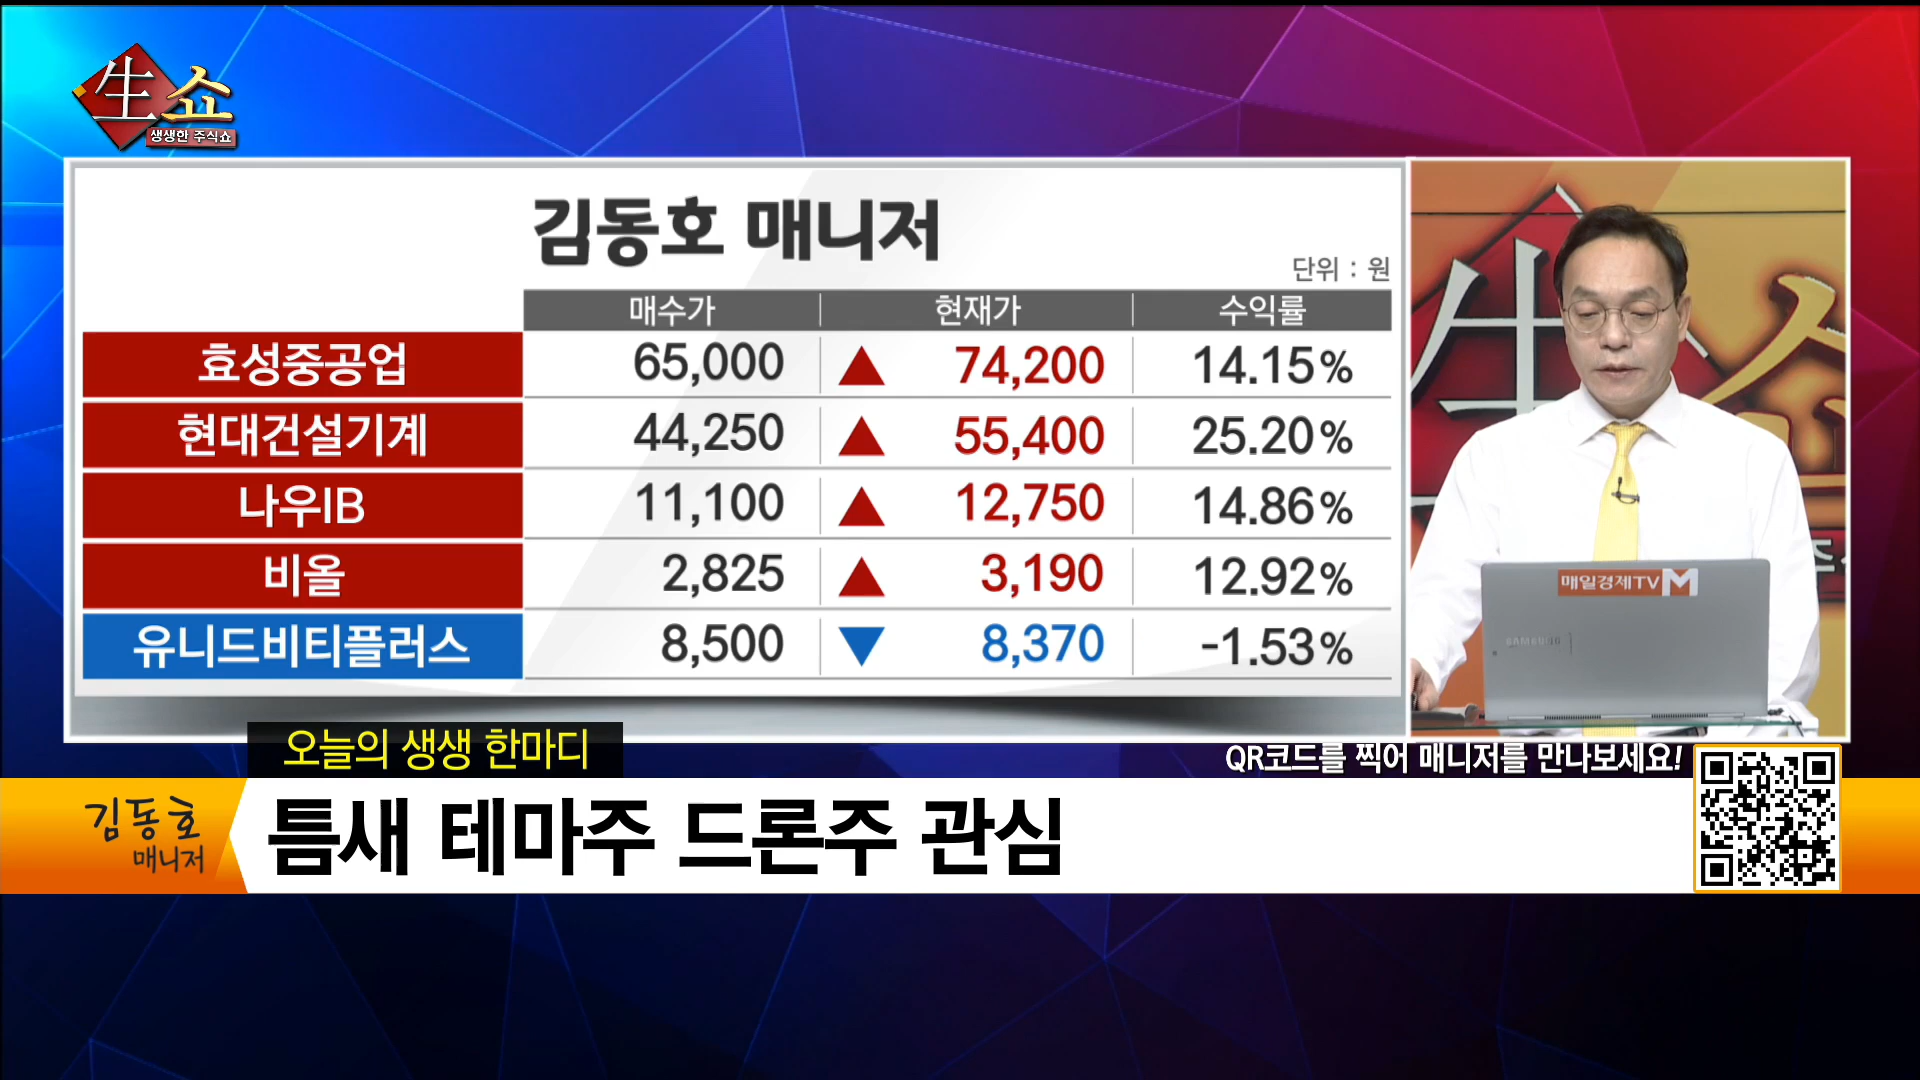 生쇼
생생한 주식쇼
김동호 매니저
단위 : 원
매수가 현재가 수익률
효성중공업 65,000 ▲ 74,200 14.15%
현대건설기계 44,250 ▲ 55,400 25.20%
나우IB 11,100 ▲ 12,750 14.86%
비올 2,825 ▲ 3,190 12.92%
유니드비티플러스 8,500 ▼ 8,370 -1.53%
生쇼
매일경제TV M
SAMSUNG
오늘의 생생 한마디
QR코드를 찍어 매니저를 만나보세요!
김동호
매니저
틈새 테마주 드론주 관심